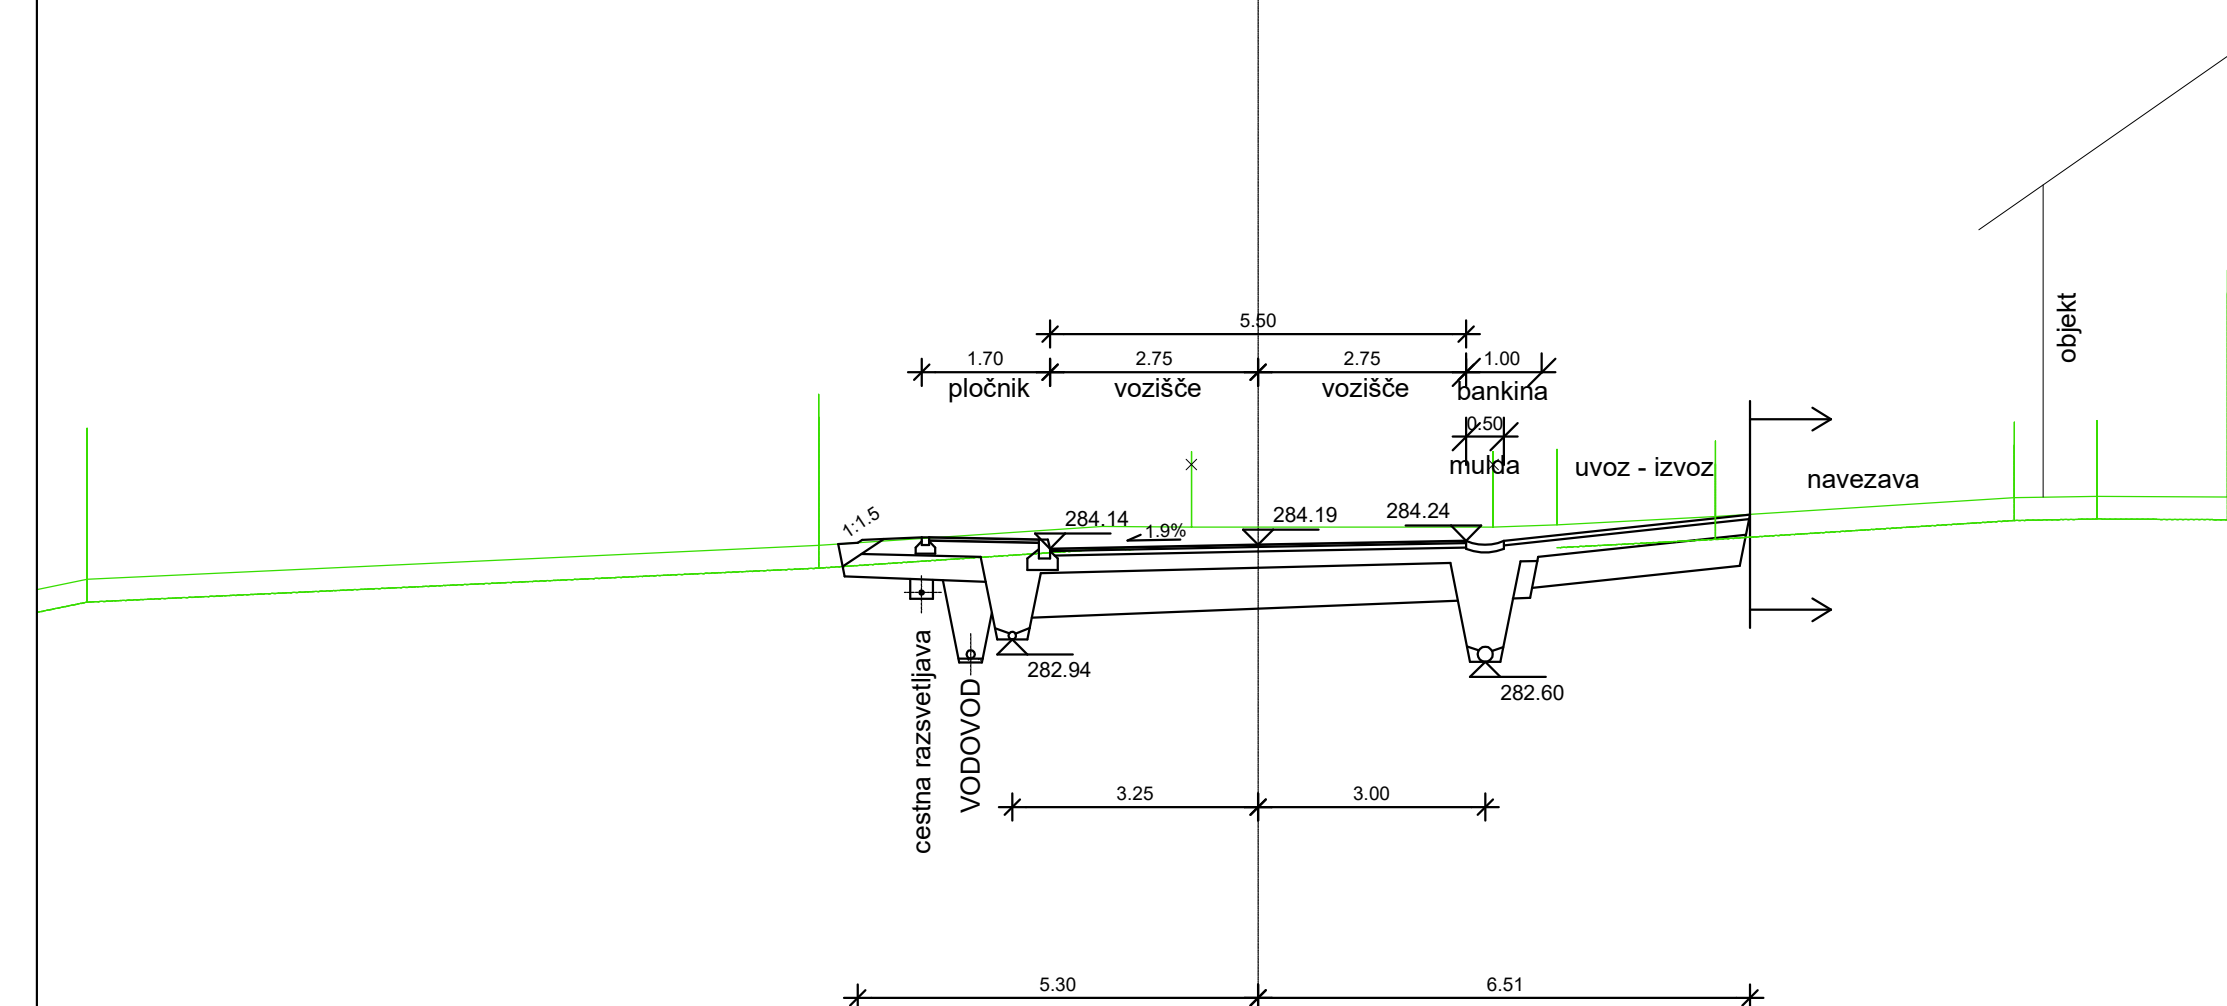 5.50
1.70 2.75 2.75 1.00
pločnik vozišče vozišče bankina
0.50
mulda uvoz - izvoz navezava
objekt
1:1.5 284.14 1.9% 284.19 284.24
282.94 282.60
cestna razsvetljava
VODOVOD
3.25 3.00
5.30 6.51